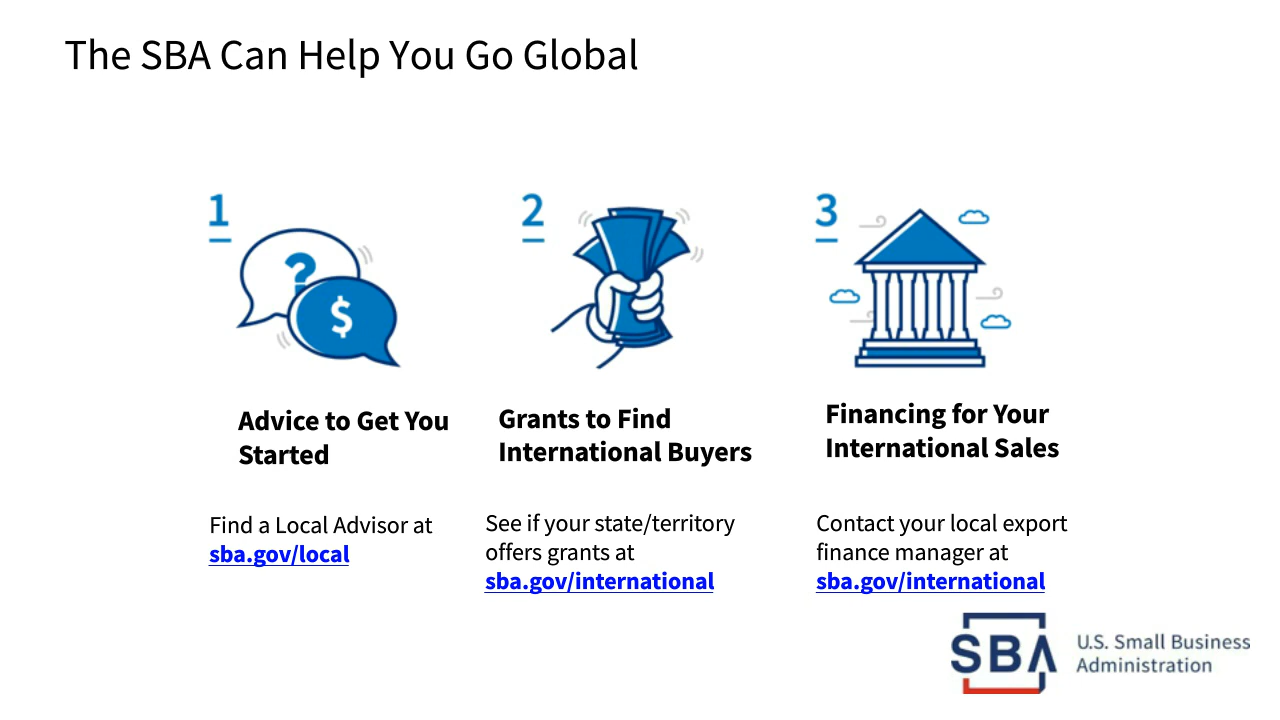 The SBA Can Help You Go Global
1
?
$
Advice to Get You
Started
Find a Local Advisor at
sba.gov/local
2
Grants to Find
International Buyers
See if your state/territory
offers grants at
sba.gov/international
3
Financing for Your
International Sales
Contact your local export
finance manager at
sba.gov/international
SBA
U.S. Small Business
Administration